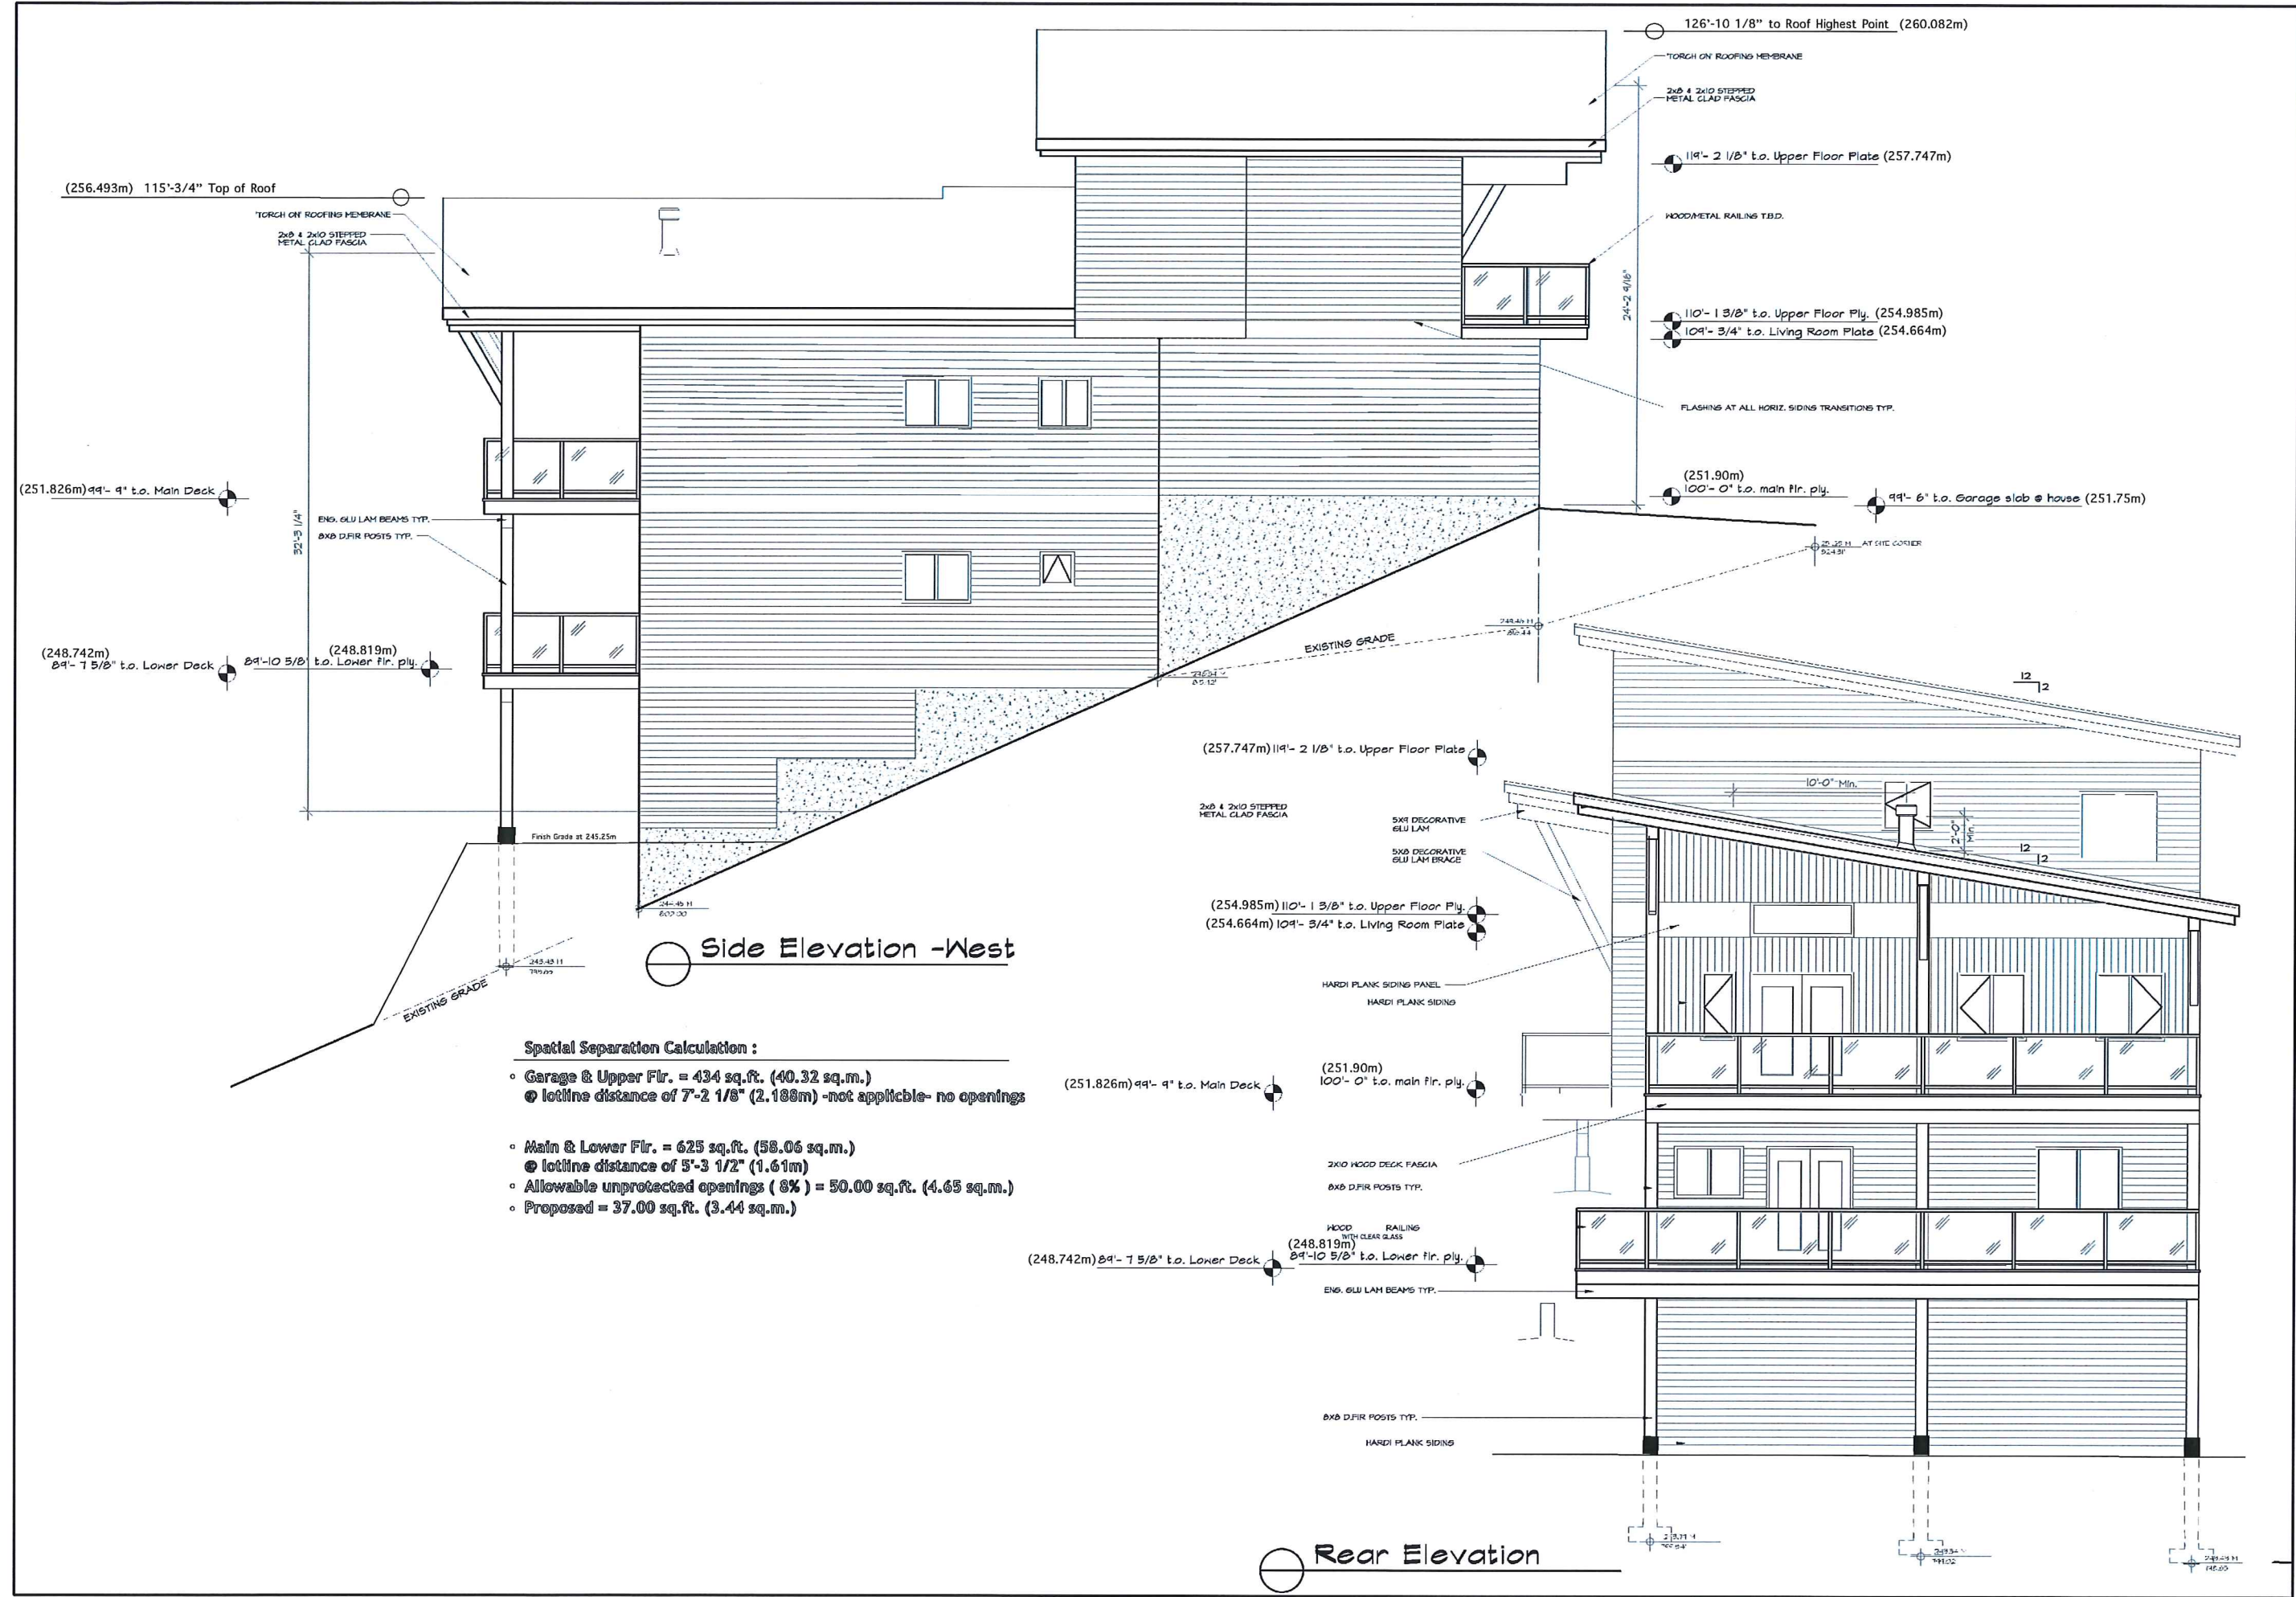 126'-10 1/8" to Roof Highest Point (260.082m)
'TORCH ON' ROOFING MEMBRANE
2x8 & 2x10 STEPPED
METAL CLAD FASCIA
119'- 2 1/8" t.o. Upper Floor Plate (257.747m)
(256.493m) 115'-3/4" Top of Roof
'TORCH ON' ROOFING MEMBRANE
2x8 & 2x10 STEPPED
METAL CLAD FASCIA
WOOD/METAL RAILING T.B.D.
24'-2 9/16"
110'- 1 3/8" t.o. Upper Floor Ply. (254.985m)
109'- 3/4" t.o. Living Room Plate (254.664m)
FLASHING AT ALL HORIZ. SIDING TRANSITIONS TYP.
(251.90m)
100'- 0" t.o. main flr. ply.
99'- 6" t.o. Garage slab @ house (251.75m)
(251.826m) 99'- 9" t.o. Main Deck
ENG. GLU LAM BEAMS TYP.
8X8 D.FIR POSTS TYP.
32'-3 1/4"
AT SITE CORNER
EXISTING GRADE
(248.742m)
89'- 7 5/8" t.o. Lower Deck
(248.819m)
89'-10 5/8" t.o. Lower flr. ply.
12
2
(257.747m) 119'- 2 1/8" t.o. Upper Floor Plate
10'-0" Min.
2x8 & 2x10 STEPPED
METAL CLAD FASCIA
5X9 DECORATIVE
GLU LAM
2'-0"
Min.
Finish Grade at 245.25m
5X8 DECORATIVE
GLU LAM BRACE
12
2
(254.985m) 110'- 1 3/8" t.o. Upper Floor Ply.
(254.664m) 109'- 3/4" t.o. Living Room Plate
Side Elevation -West
EXISTING GRADE
HARDI PLANK SIDING PANEL
HARDI PLANK SIDING
Spatial Separation Calculation :
◦ Garage & Upper Flr. = 434 sq.ft. (40.32 sq.m.)
@ lotline distance of 7'-2 1/8" (2.188m) -not applicble- no openings
◦ Main & Lower Flr. = 625 sq.ft. (58.06 sq.m.)
@ lotline distance of 5'-3 1/2" (1.61m)
◦ Allowable unprotected openings ( 8% ) = 50.00 sq.ft. (4.65 sq.m.)
◦ Proposed = 37.00 sq.ft. (3.44 sq.m.)
(251.826m) 99'- 9" t.o. Main Deck
(251.90m)
100'- 0" t.o. main flr. ply.
2X10 WOOD DECK FASCIA
8X8 D.FIR POSTS TYP.
WOOD RAILING
WITH CLEAR GLASS
(248.742m) 89'- 7 5/8" t.o. Lower Deck
(248.819m)
89'-10 5/8" t.o. Lower flr. ply.
ENG. GLU LAM BEAMS TYP.
8X8 D.FIR POSTS TYP.
HARDI PLANK SIDING
Rear Elevation